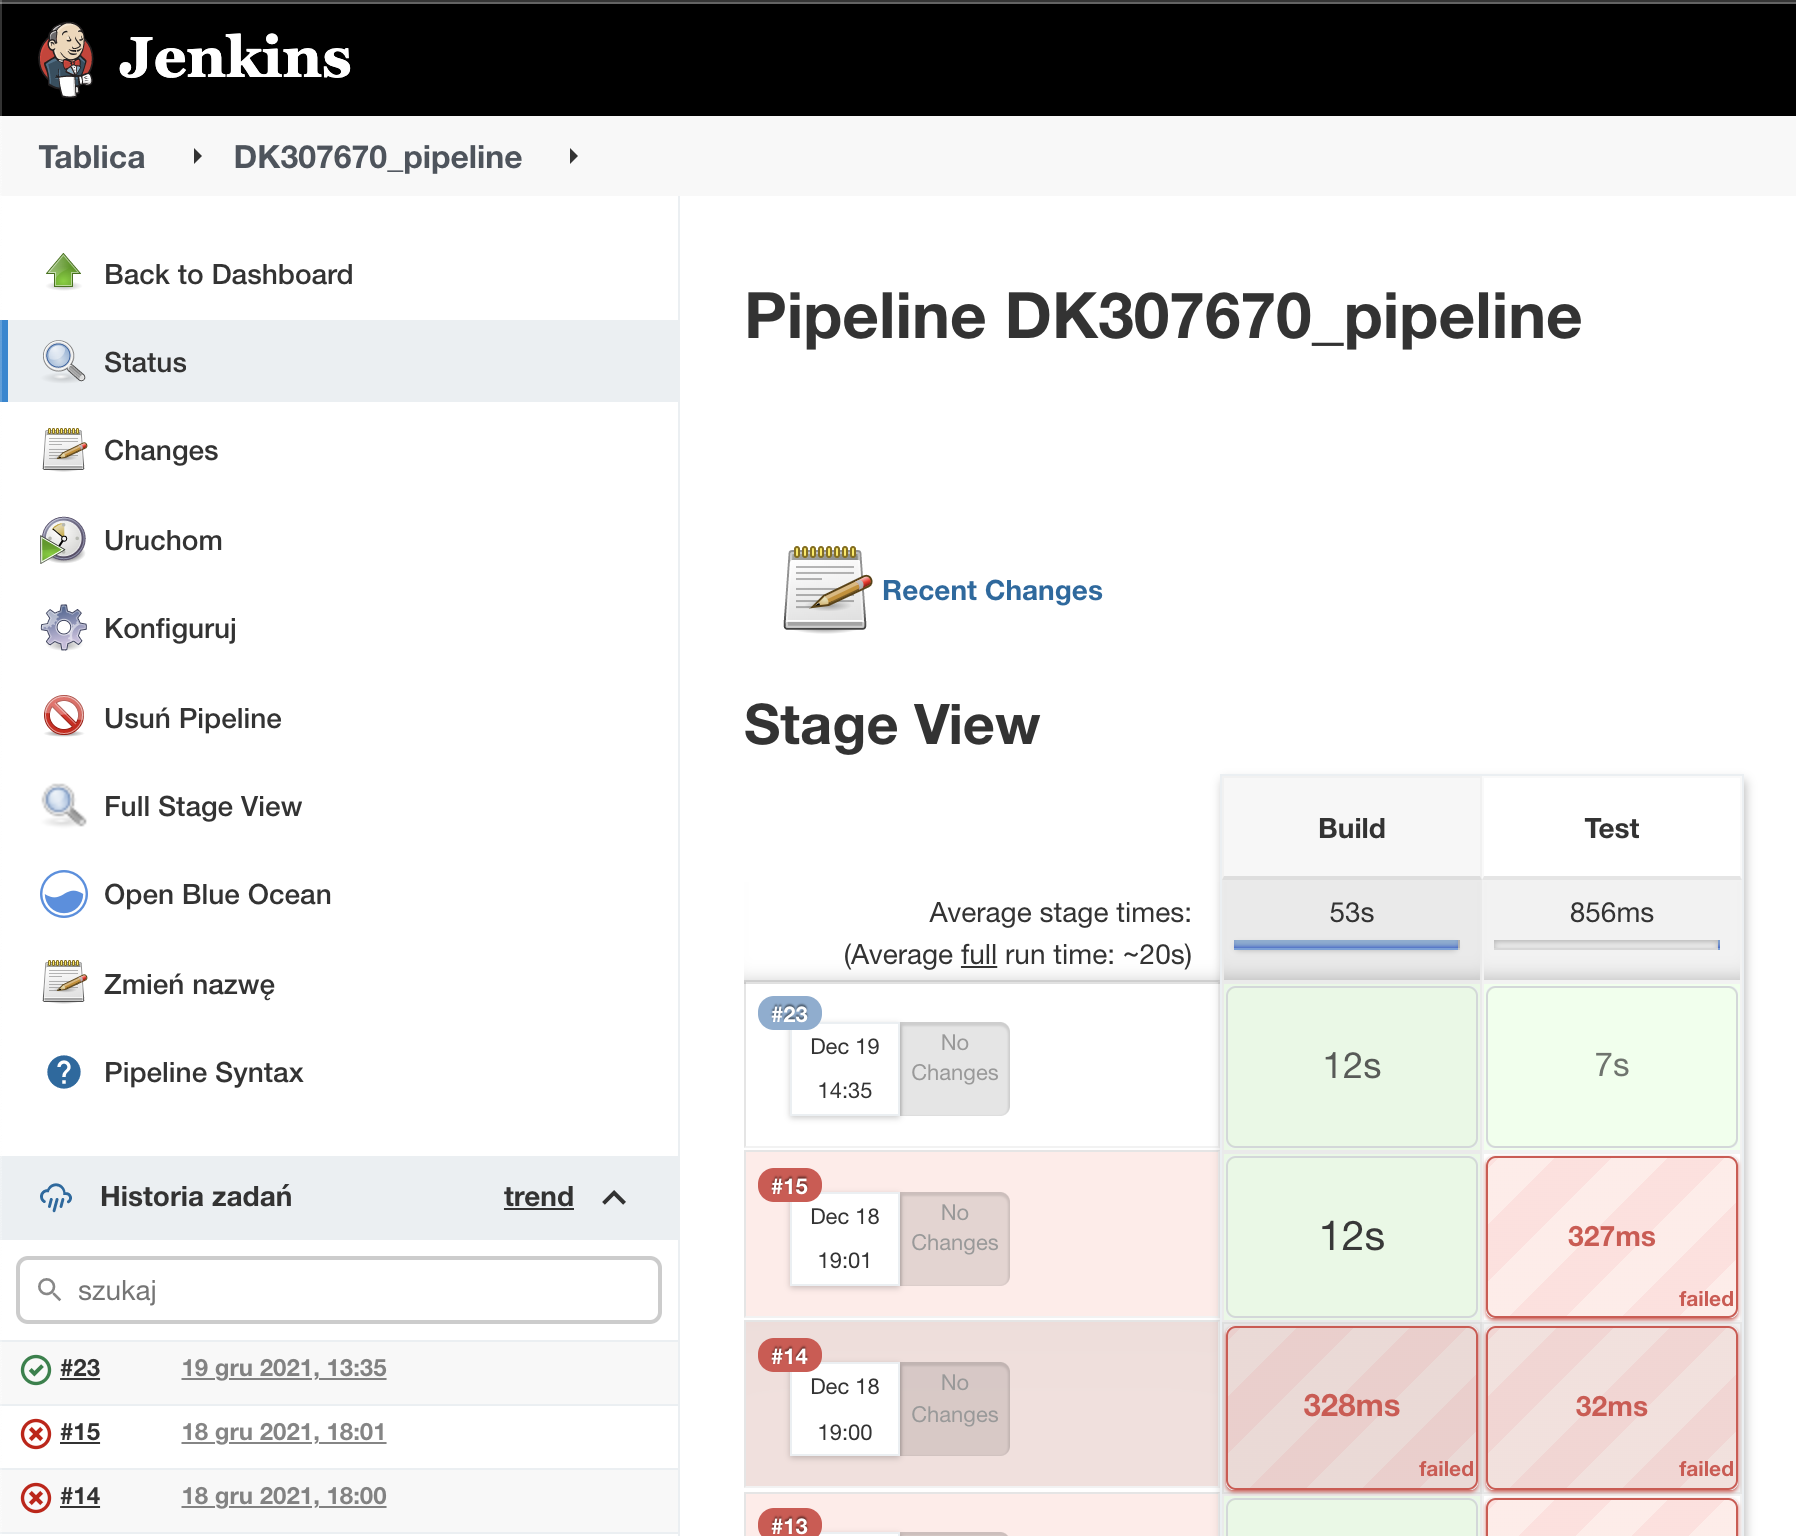 Jenkins
Tablica
DK307670_pipeline
Back to Dashboard
Status
Changes
Uruchom
Konfiguruj
Usuń Pipeline
Full Stage View
Open Blue Ocean
Zmień nazwę
? Pipeline Syntax
Historia zadań trend
szukaj
#23 19 gru 2021, 13:35
#15 18 gru 2021, 18:01
#14 18 gru 2021, 18:00
Pipeline DK307670_pipeline
Recent Changes
Stage View
Build Test
Average stage times: 53s 856ms
(Average full run time: ~20s)
#23
Dec 19
14:35
No
Changes
12s
7s
#15
Dec 18
19:01
No
Changes
12s
327ms
failed
#14
Dec 18
19:00
No
Changes
328ms
failed
32ms
failed
#13